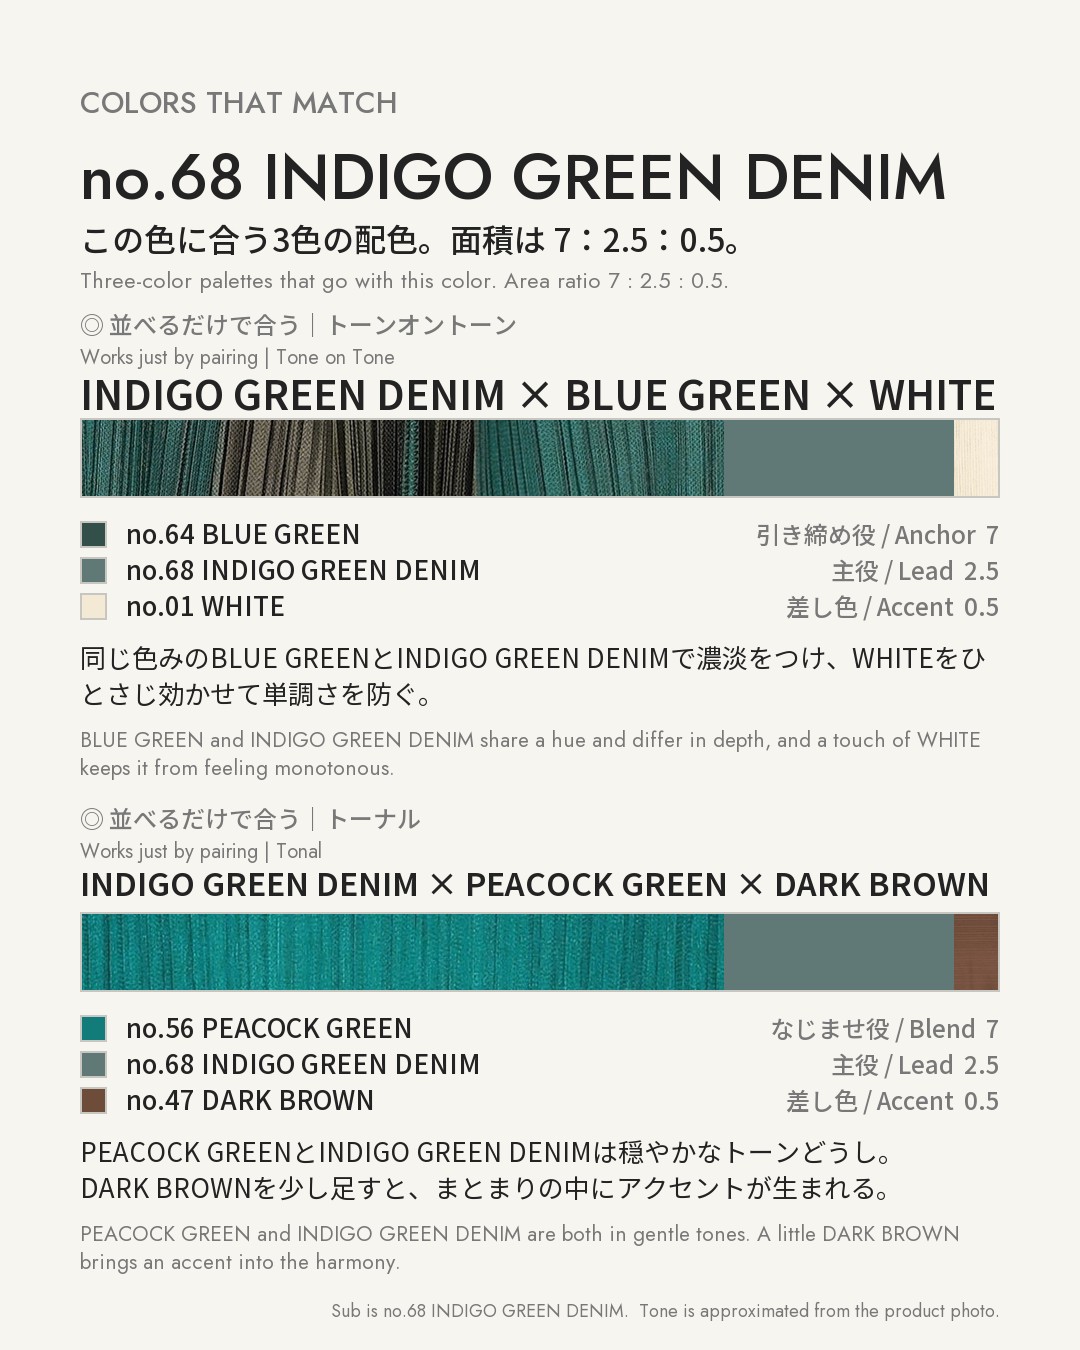 COLORS THAT MATCH
no.68 INDIGO GREEN DENIM
この色に合う3色の配色。面積は 7：2.5：0.5。
Three-color palettes that go with this color. Area ratio 7 : 2.5 : 0.5.
◎ 並べるだけで合う｜トーンオントーン
Works just by pairing | Tone on Tone
INDIGO GREEN DENIM × BLUE GREEN × WHITE
no.64 BLUE GREEN 引き締め役 / Anchor 7
no.68 INDIGO GREEN DENIM 主役 / Lead 2.5
no.01 WHITE 差し色 / Accent 0.5
同じ色みのBLUE GREENとINDIGO GREEN DENIMで濃淡をつけ、WHITEをひ
とさじ効かせて単調さを防ぐ。
BLUE GREEN and INDIGO GREEN DENIM share a hue and differ in depth, and a touch of WHITE
keeps it from feeling monotonous.
◎ 並べるだけで合う｜トーナル
Works just by pairing | Tonal
INDIGO GREEN DENIM × PEACOCK GREEN × DARK BROWN
no.56 PEACOCK GREEN なじませ役 / Blend 7
no.68 INDIGO GREEN DENIM 主役 / Lead 2.5
no.47 DARK BROWN 差し色 / Accent 0.5
PEACOCK GREENとINDIGO GREEN DENIMは穏やかなトーンどうし。
DARK BROWNを少し足すと、まとまりの中にアクセントが生まれる。
PEACOCK GREEN and INDIGO GREEN DENIM are both in gentle tones. A little DARK BROWN
brings an accent into the harmony.
Sub is no.68 INDIGO GREEN DENIM. Tone is approximated from the product photo.